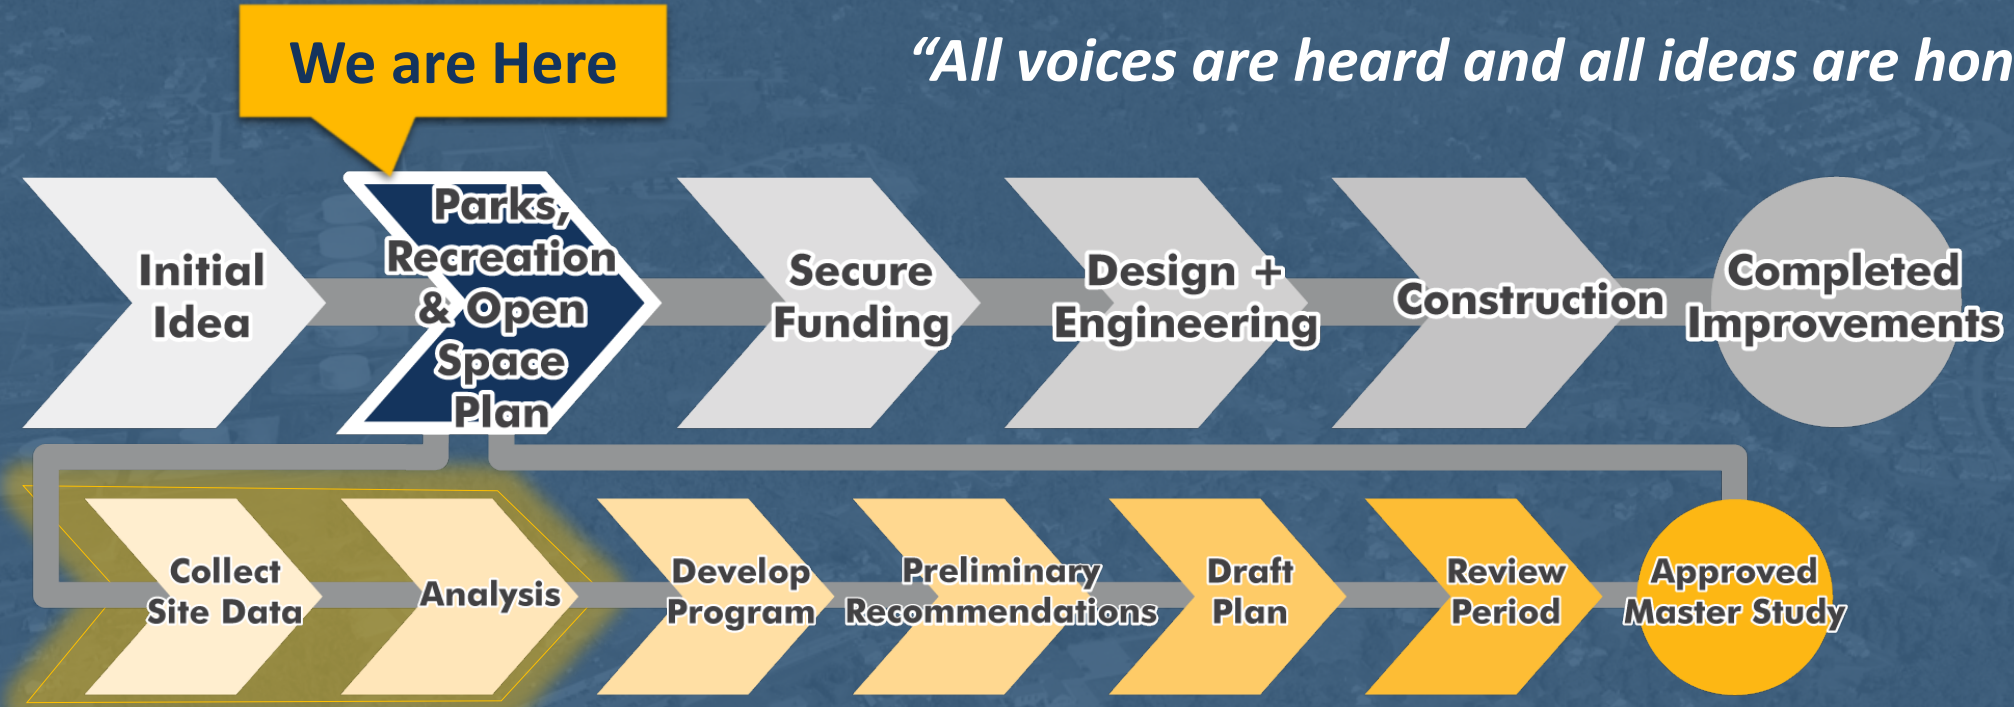 We are Here
“All voices are heard and all ideas are hon
Initial
Idea
Parks,
Recreation
& Open
Space
Plan
Secure
Funding
Design +
Engineering
Construction
Completed
Improvements
Collect
Site Data
Analysis
Develop
Program
Preliminary
Recommendations
Draft
Plan
Review
Period
Approved
Master Study